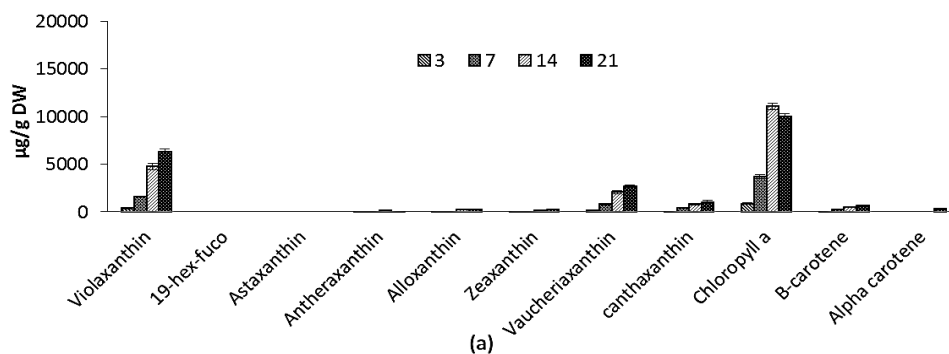 20000
15000
10000
5000
0
µg/g DW
3 7 14 21
Violaxanthin
19-hex-fuco
Astaxanthin
Antheraxanthin
Alloxanthin
Zeaxanthin
Vaucheriaxanthin
canthaxanthin
Chloropyll a
B-carotene
Alpha carotene
(a)